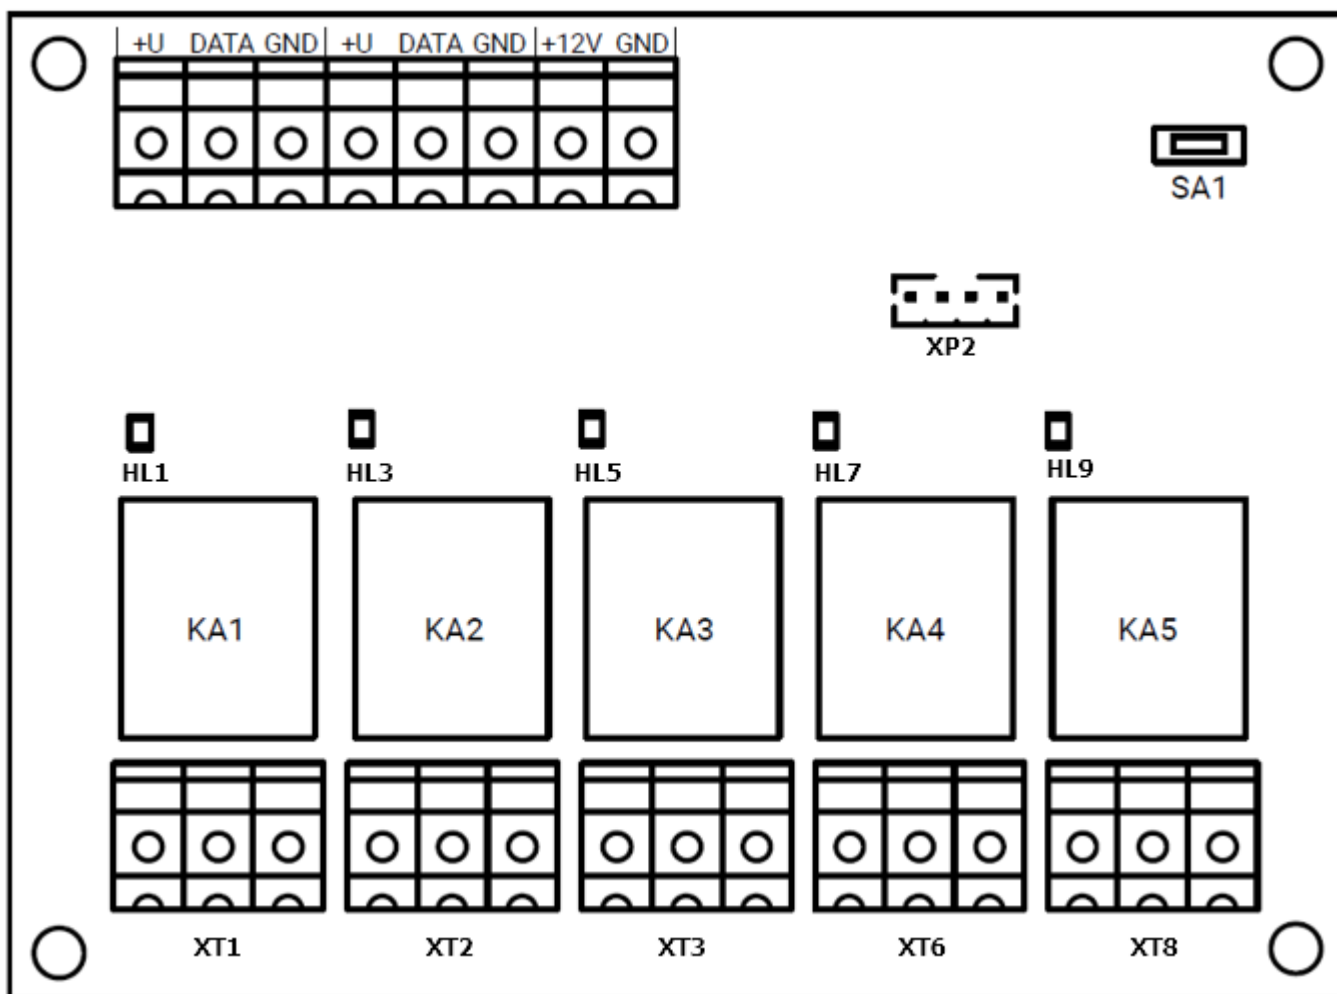 +U DATA GND +U DATA GND +12V GND
SA1
XP2
HL1 HL3 HL5 HL7 HL9
KA1 KA2 KA3 KA4 KA5
XT1 XT2 XT3 XT6 XT8